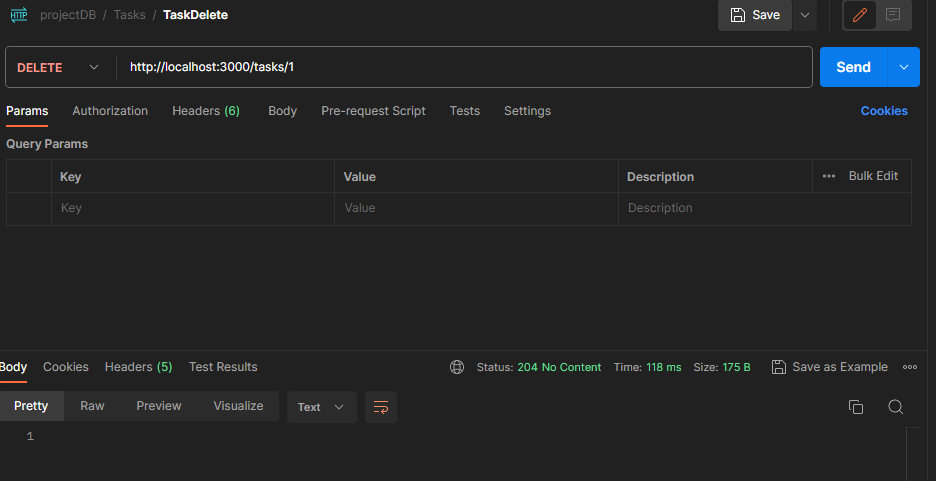 HTTP projectDB / Tasks / TaskDelete Save
DELETE http://localhost:3000/tasks/1 Send
Params Authorization Headers (6) Body Pre-request Script Tests Settings Cookies
Query Params
Key Value Description Bulk Edit
Key Value Description
Body Cookies Headers (5) Test Results Status: 204 No Content Time: 118 ms Size: 175 B Save as Example
Pretty Raw Preview Visualize Text
1